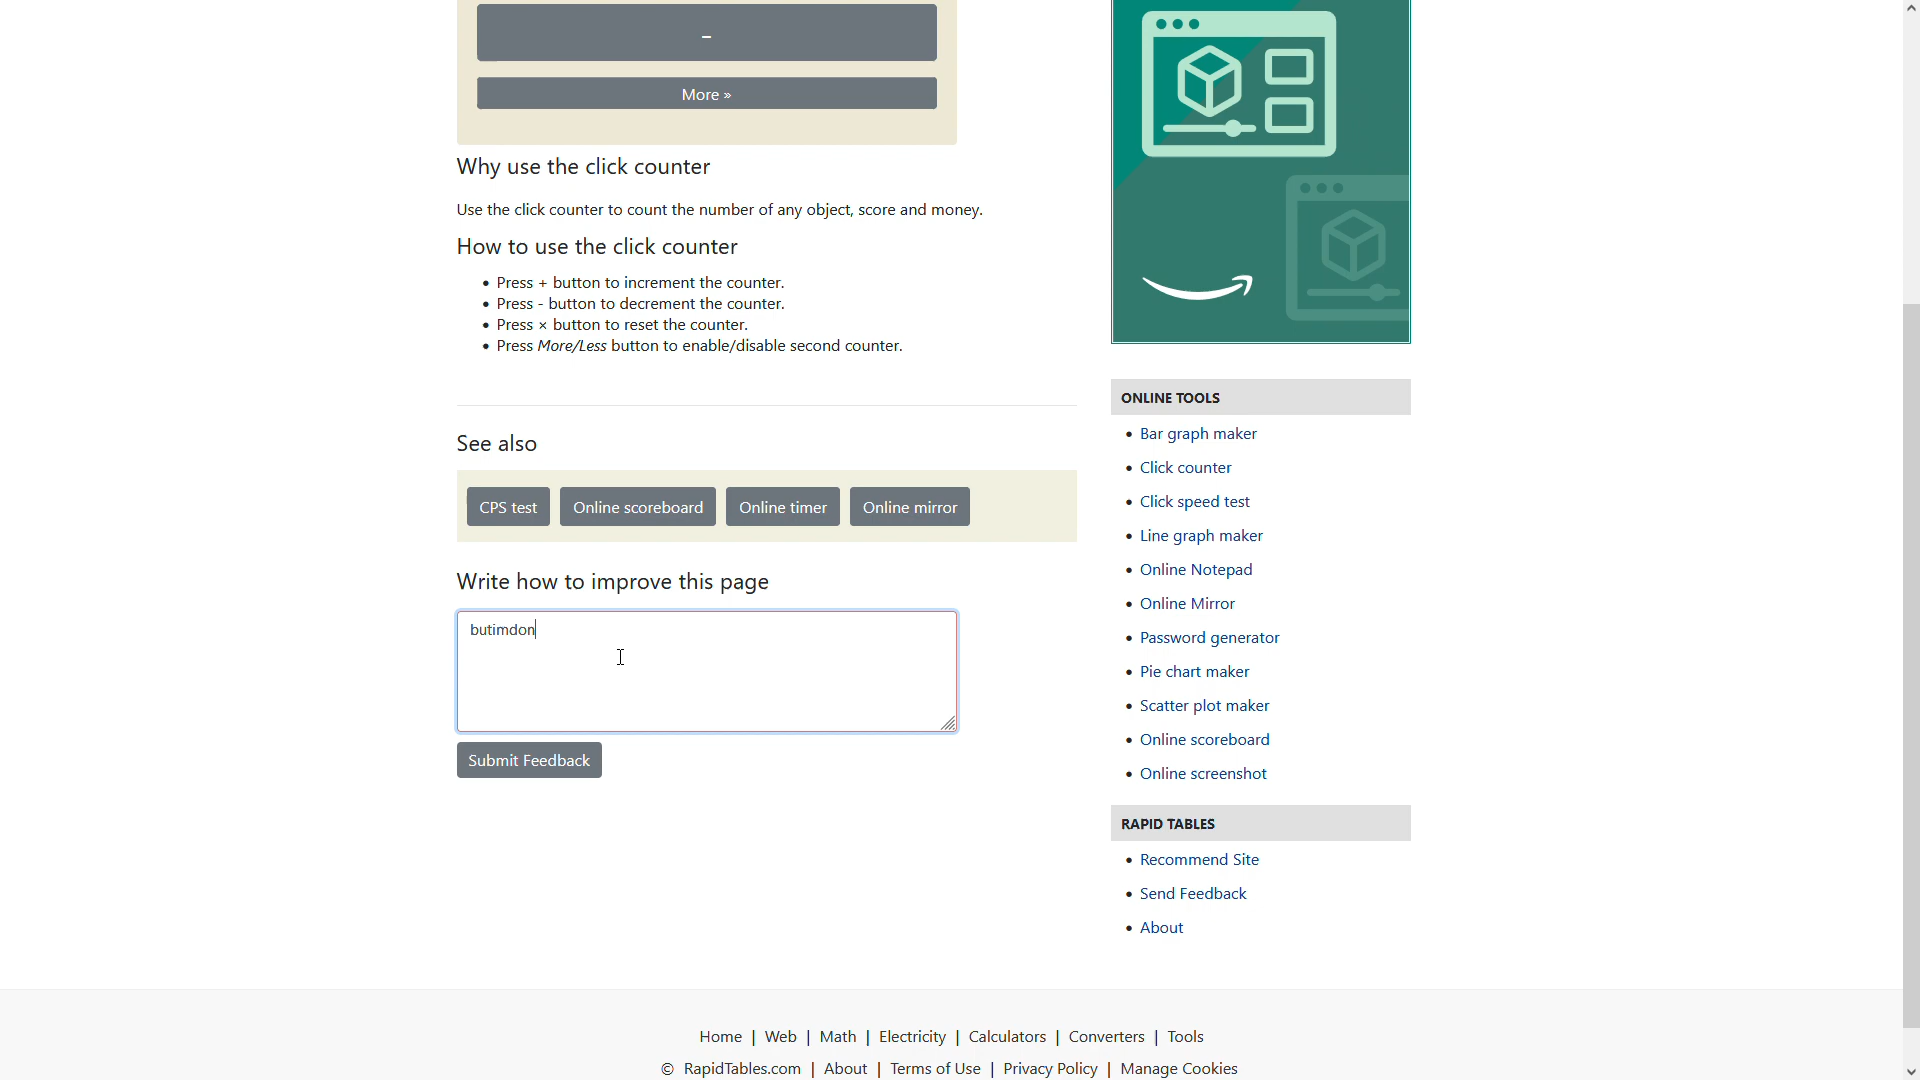 –
More »
Why use the click counter
Use the click counter to count the number of any object, score and money.
How to use the click counter
• Press + button to increment the counter.
• Press - button to decrement the counter.
• Press × button to reset the counter.
• Press More/Less button to enable/disable second counter.
See also
CPS test Online scoreboard Online timer Online mirror
Write how to improve this page
butimdon
Submit Feedback
ONLINE TOOLS
• Bar graph maker
• Click counter
• Click speed test
• Line graph maker
• Online Notepad
• Online Mirror
• Password generator
• Pie chart maker
• Scatter plot maker
• Online scoreboard
• Online screenshot
RAPID TABLES
• Recommend Site
• Send Feedback
• About
Home | Web | Math | Electricity | Calculators | Converters | Tools
© RapidTables.com | About | Terms of Use | Privacy Policy | Manage Cookies